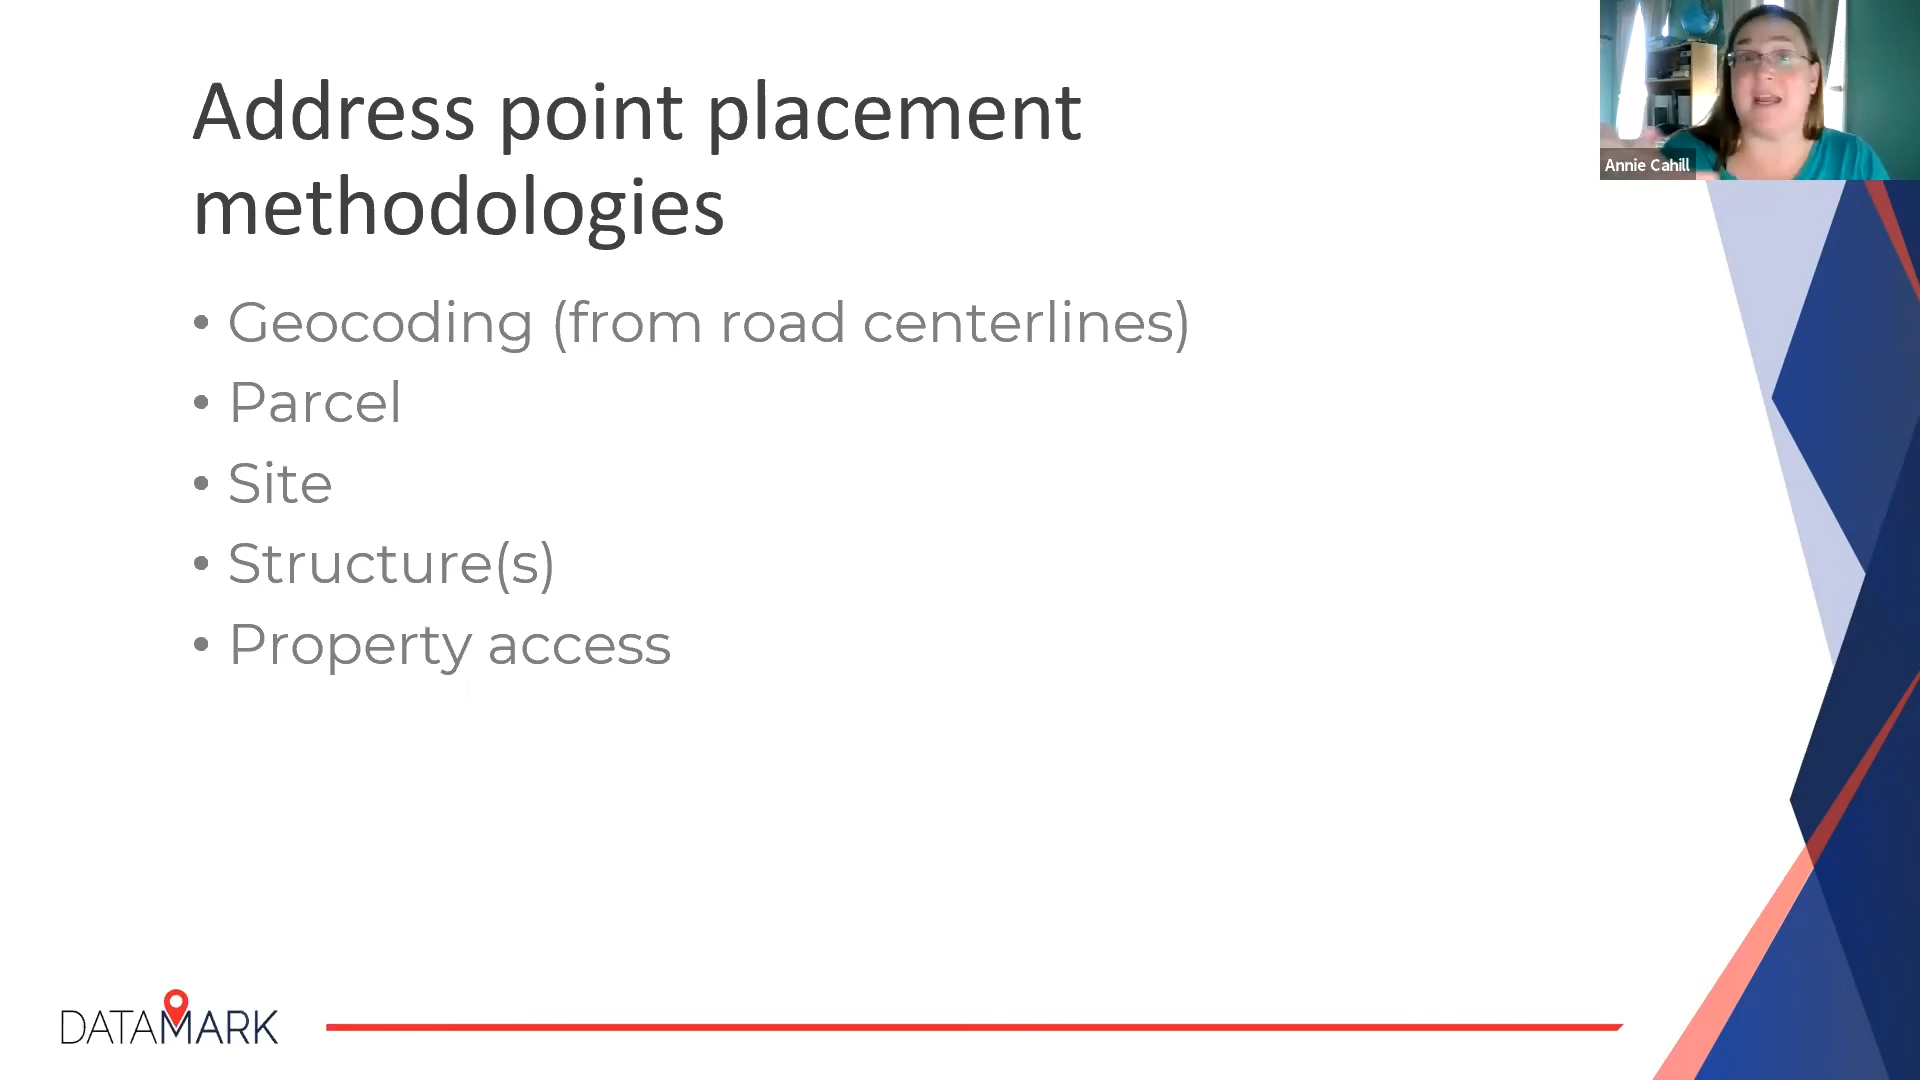 Address point placement
methodologies
• Geocoding (from road centerlines)
• Parcel
• Site
• Structure(s)
• Property access
Annie Cahill
DATAMARK